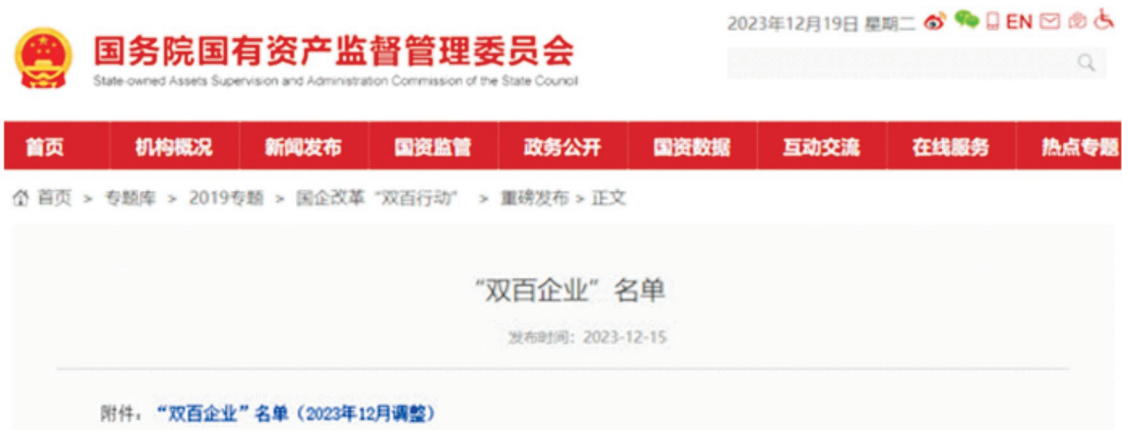 2023年12月19日 星期二 EN
国务院国有资产监督管理委员会
State-owned Assets Supervision and Administration Commission of the State Council
首页 机构概况 新闻发布 国资监管 政务公开 国资数据 互动交流 在线服务 热点专题
首页 > 专题库 > 2019专题 > 国企改革“双百行动” > 重磅发布 > 正文
“双百企业”名单
发布时间：2023-12-15
附件：“双百企业”名单（2023年12月调整）